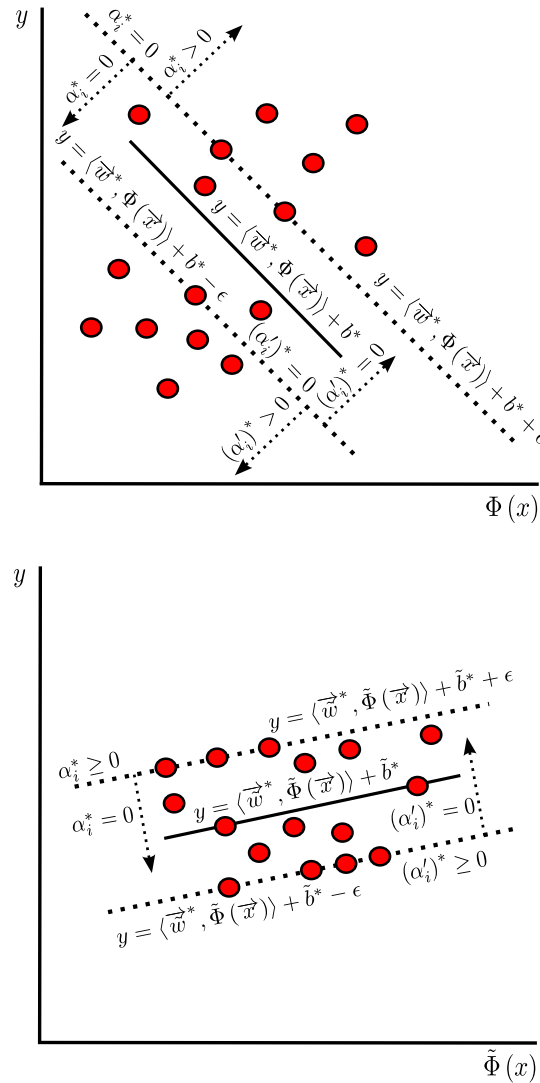 y
α_i^* = 0
α_i^* = 0
α_i^* > 0
y = ⟨w⃗^*, Φ(x⃗)⟩ + b^* − ϵ
y = ⟨w⃗^*, Φ(x⃗)⟩ + b^*
y = ⟨w⃗^*, Φ(x⃗)⟩ + b^* + ϵ
(α_i′)^* = 0
(α_i′)^* = 0
(α_i′)^* > 0
Φ(x)
y
y = ⟨w̃⃗^*, Φ̃(x⃗)⟩ + b̃^* + ϵ
α_i^* ≥ 0
α_i^* = 0
y = ⟨w̃⃗^*, Φ̃(x⃗)⟩ + b̃^*
(α_i′)^* = 0
(α_i′)^* ≥ 0
y = ⟨w̃⃗^*, Φ̃(x⃗)⟩ + b̃^* − ϵ
Φ̃(x)